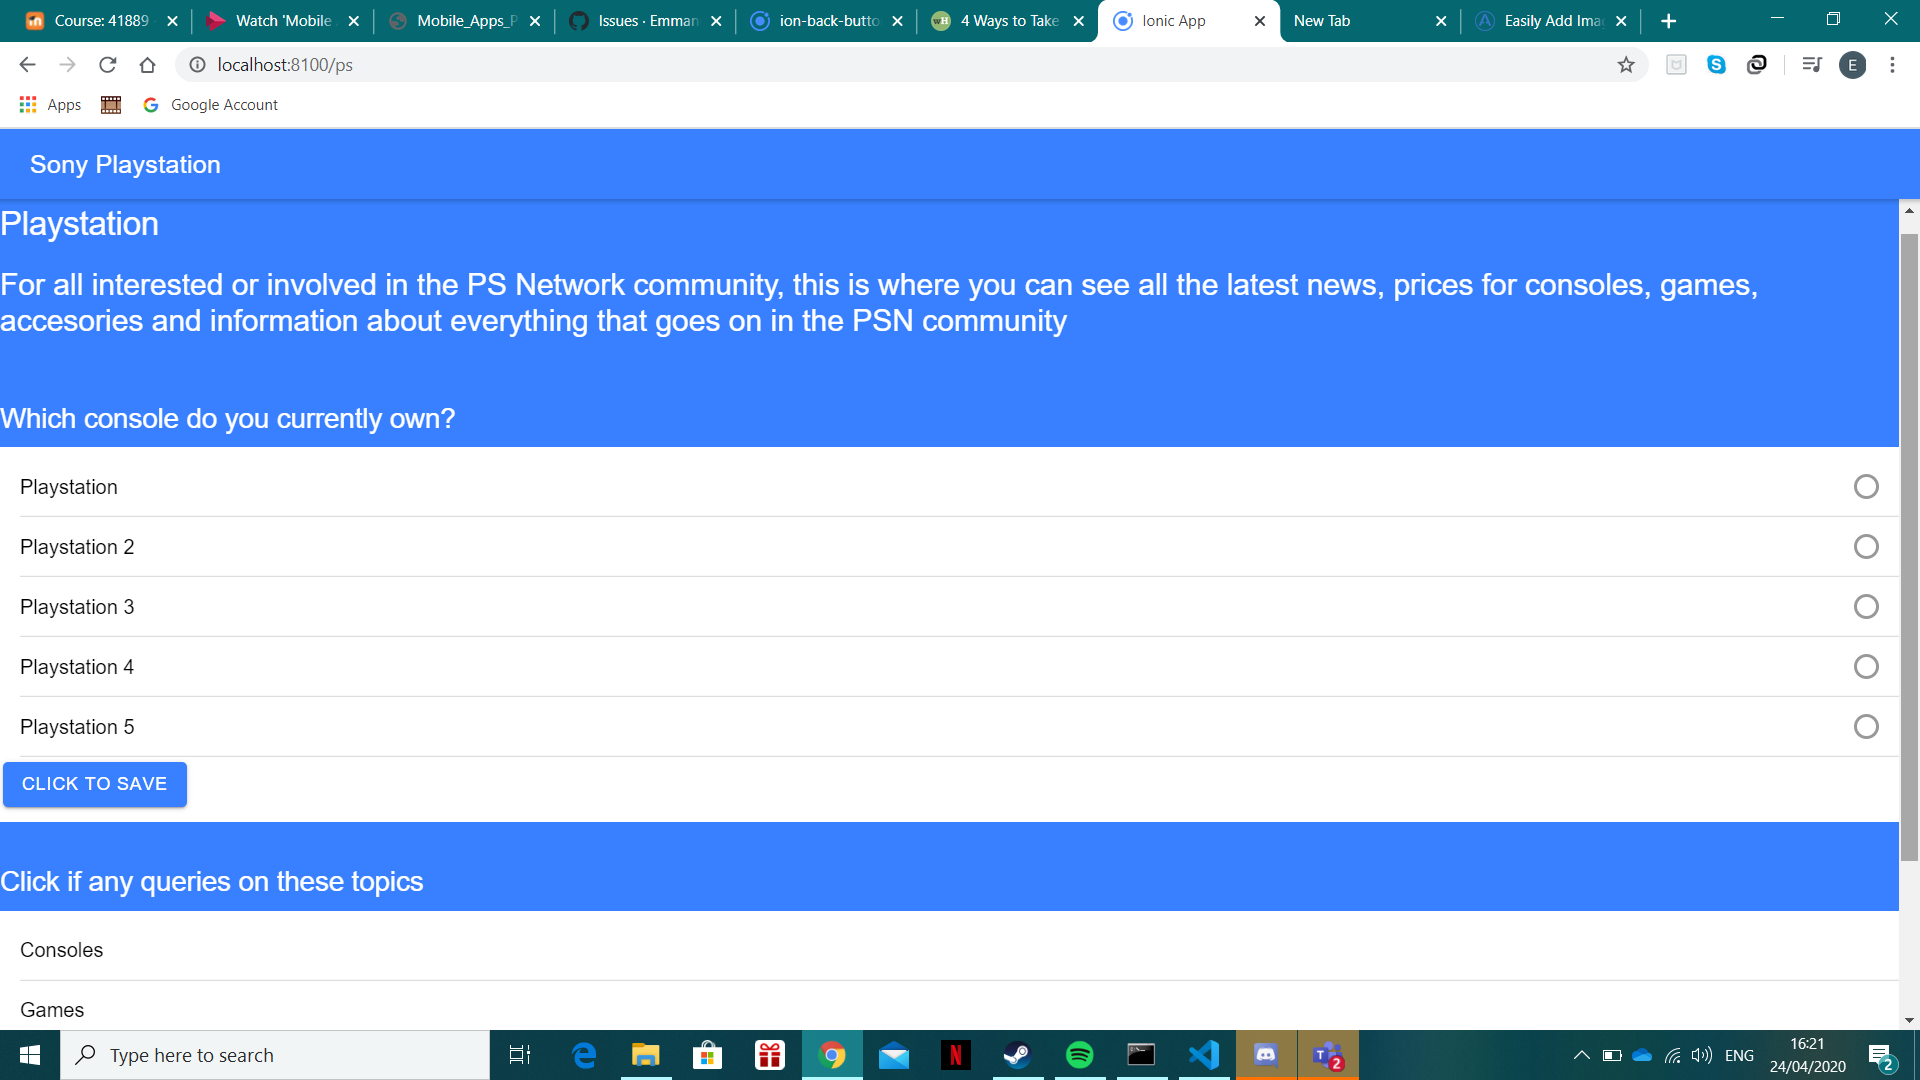 Course: 41889
Watch 'Mobile
Mobile_Apps_P
Issues · Emman
ion-back-butto
4 Ways to Take
Ionic App
New Tab
Easily Add Ima
localhost:8100/ps
E
Apps
Google Account
Sony Playstation
Playstation
For all interested or involved in the PS Network community, this is where you can see all the latest news, prices for consoles, games,
accesories and information about everything that goes on in the PSN community
Which console do you currently own?
Playstation
Playstation 2
Playstation 3
Playstation 4
Playstation 5
CLICK TO SAVE
Click if any queries on these topics
Consoles
Games
Type here to search
2
ENG
16:21
24/04/2020
2